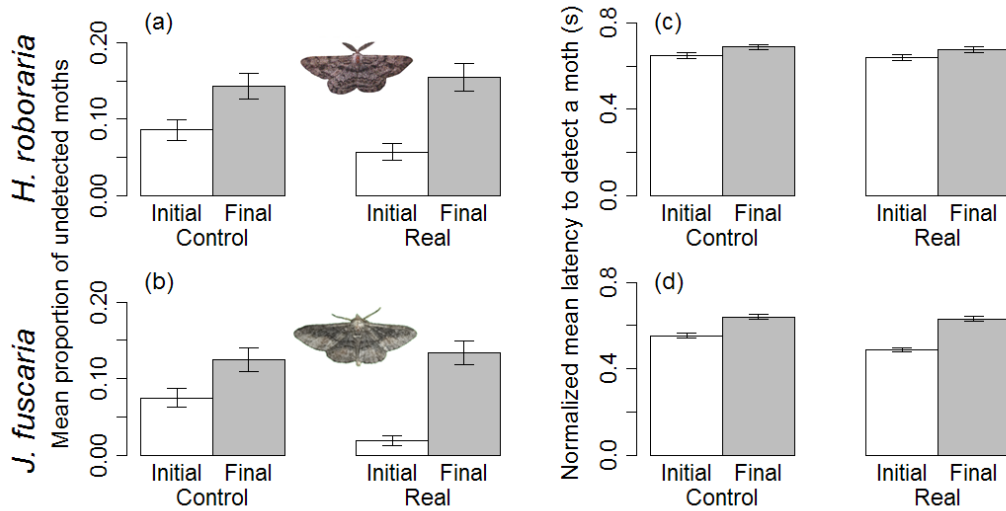 H. roboraria
J. fuscaria
Mean proportion of undetected moths
(a)
0.20
0.10
0.00
Initial Final
Control
Initial Final
Real
(b)
0.20
0.10
0.00
Initial Final
Control
Initial Final
Real
Normalized mean latency to detect a moth (s)
(c)
0.8
0.4
0.0
Initial Final
Control
Initial Final
Real
(d)
0.8
0.4
0.0
Initial Final
Control
Initial Final
Real